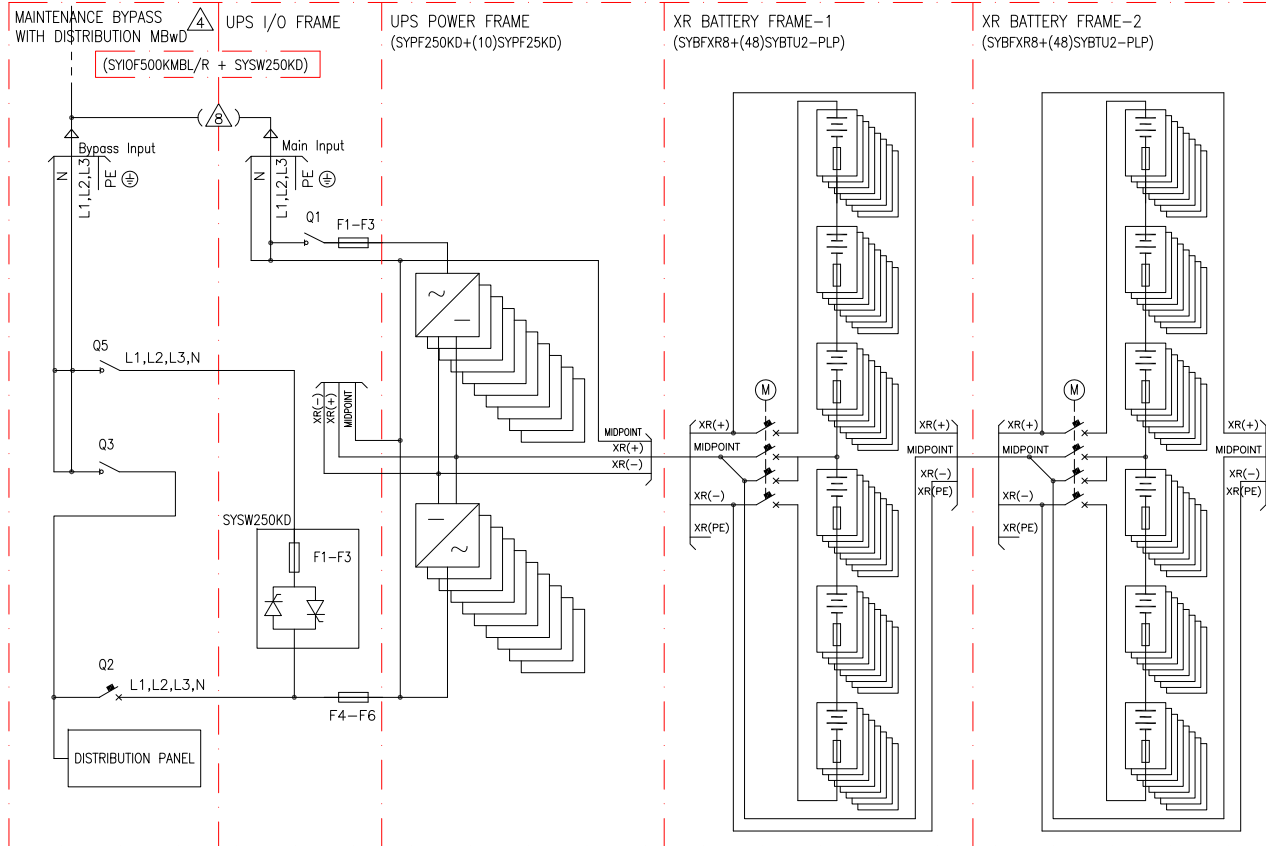 MAINTENANCE BYPASS
WITH DISTRIBUTION MBwD
4
UPS I/O FRAME
(SYIOF500KMBL/R + SYSW250KD)
UPS POWER FRAME
(SYPF250KD+(10)SYPF25KD)
XR BATTERY FRAME-1
(SYBFXR8+(48)SYBTU2-PLP)
XR BATTERY FRAME-2
(SYBFXR8+(48)SYBTU2-PLP)
(8)
Bypass Input
N
L1,L2,L3
PE
Main Input
N
L1,L2,L3
PE
Q1
F1-F3
Q5
L1,L2,L3,N
Q3
XR(-)
XR(+)
MIDPOINT
MIDPOINT
XR(+)
XR(-)
SYSW250KD
F1-F3
Q2
L1,L2,L3,N
F4-F6
DISTRIBUTION PANEL
M
XR(+)
MIDPOINT
XR(-)
XR(PE)
XR(+)
MIDPOINT
XR(-)
XR(PE)
M
XR(+)
MIDPOINT
XR(-)
XR(PE)
XR(+)
MIDPOINT
XR(-)
XR(PE)